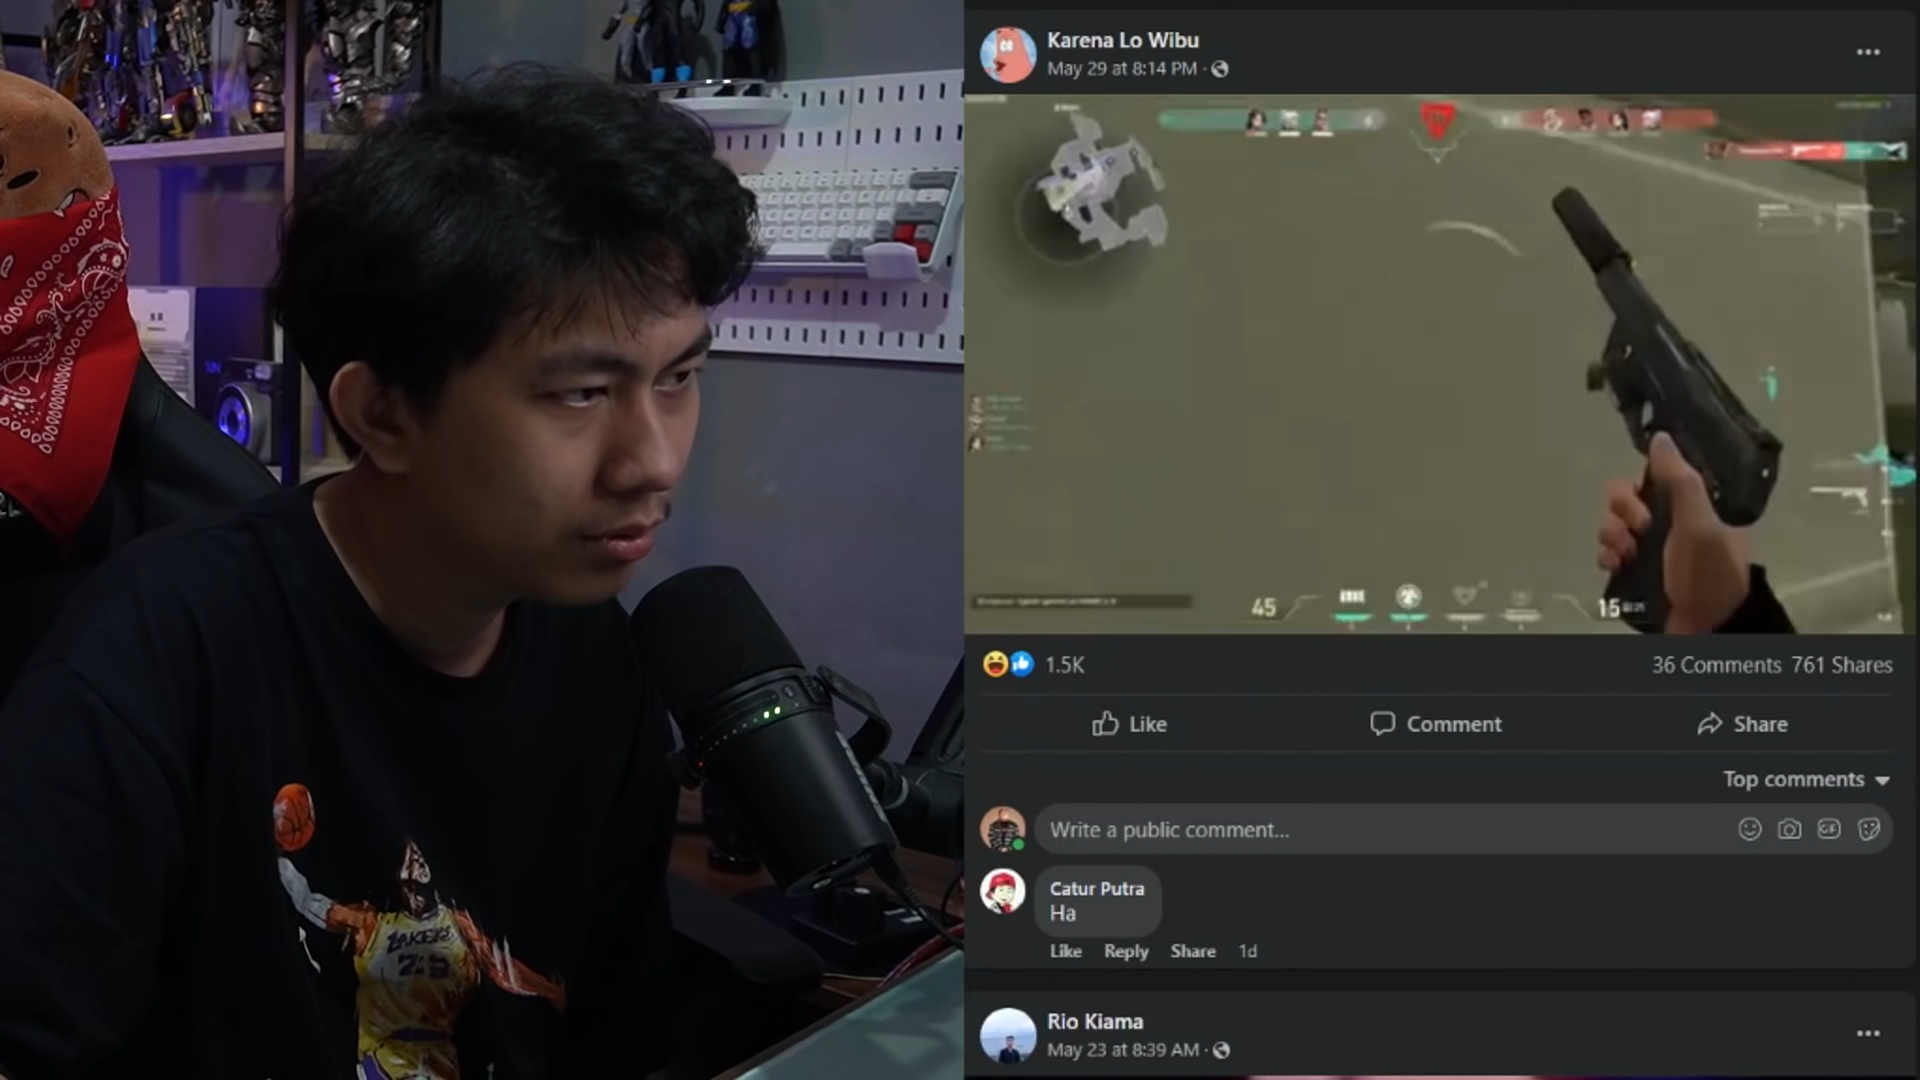 Karena Lo Wibu
May 29 at 8:14 PM ·
45
15
1.5K
36 Comments 761 Shares
Like
Comment
Share
Top comments
Write a public comment...
GIF
Catur Putra
Ha
Like Reply Share 1d
Rio Kiama
May 23 at 8:39 AM ·
LAKERS